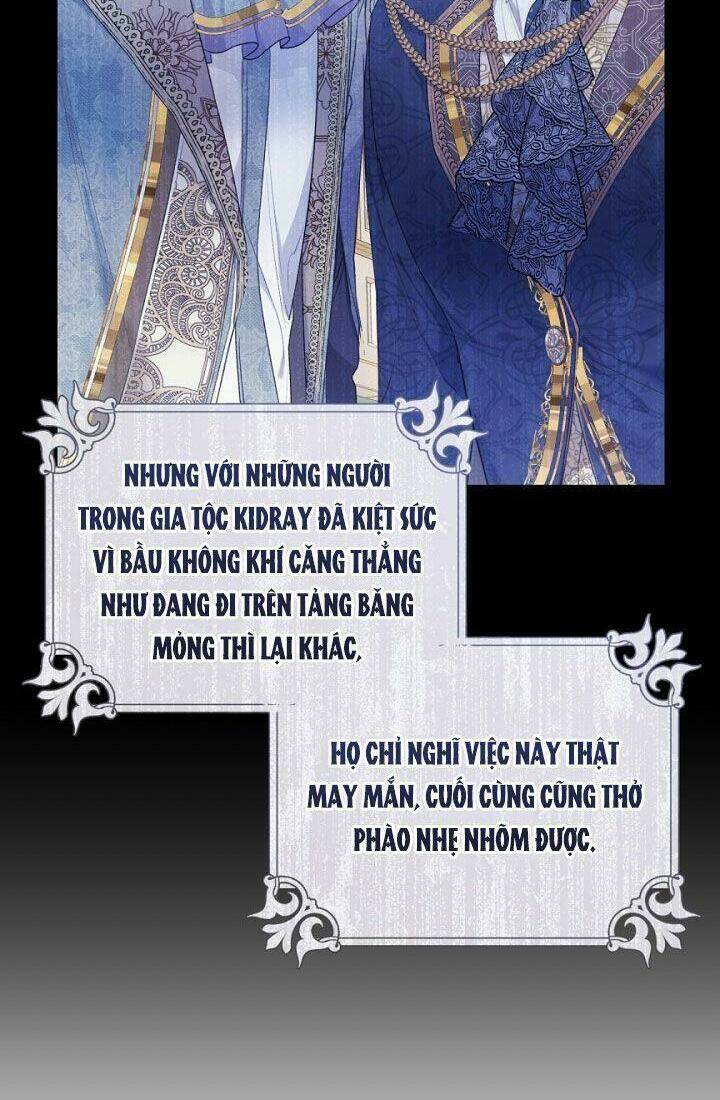 NHƯNG VỚI NHỮNG NGƯỜI
TRONG GIA TỘC KIDRAY ĐÃ KIỆT SỨC
VÌ BẦU KHÔNG KHÍ CĂNG THẲNG
NHƯ ĐANG ĐI TRÊN TẢNG BĂNG
MỎNG THÌ LẠI KHÁC,
HỌ CHỈ NGHĨ VIỆC NÀY THẬT
MAY MẮN, CUỐI CÙNG CŨNG THỞ
PHÀO NHẸ NHÕM ĐƯỢC.